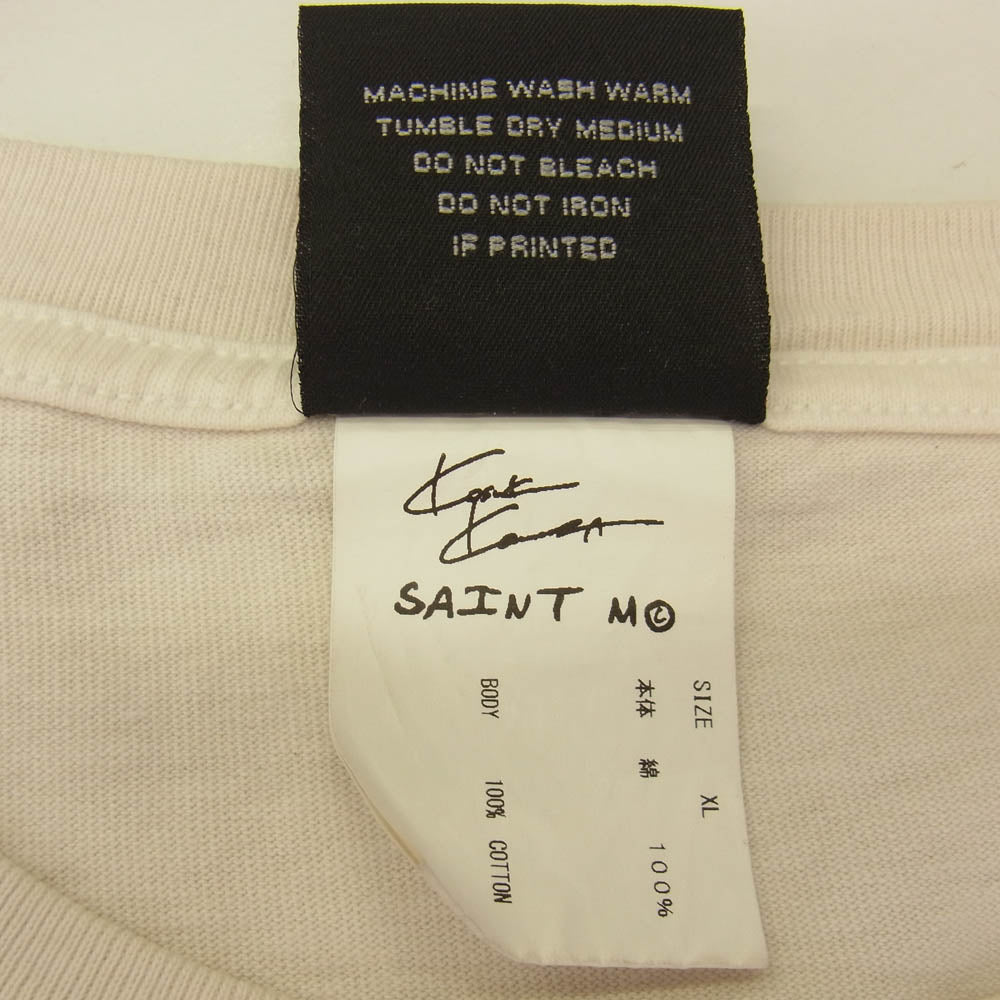 MACHINE WASH WARM
TUMBLE DRY MEDIUM
DO NOT BLEACH
DO NOT IRON
IF PRINTED
SAINT M©
SIZE XL
本体 綿 100%
BODY 100% COTTON